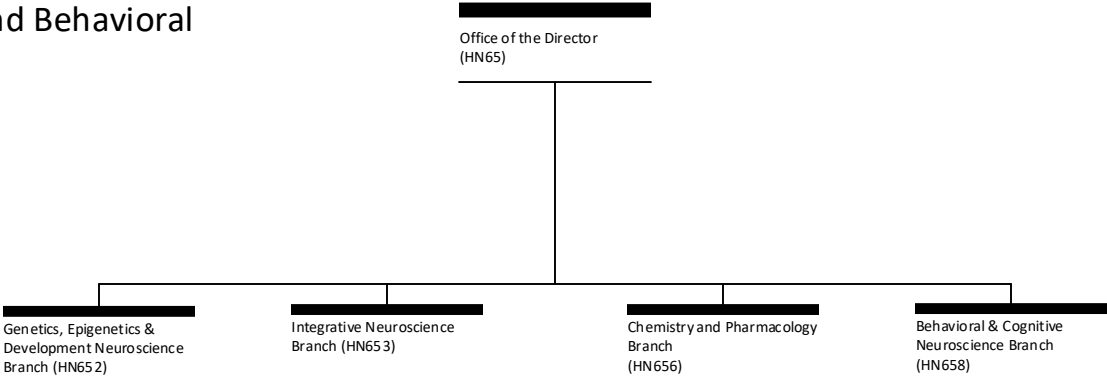 nd Behavioral
Office of the Director
(HN65)
Genetics, Epigenetics &
Development Neuroscience
Branch (HN652)
Integrative Neuroscience
Branch (HN653)
Chemistry and Pharmacology
Branch
(HN656)
Behavioral & Cognitive
Neuroscience Branch
(HN658)